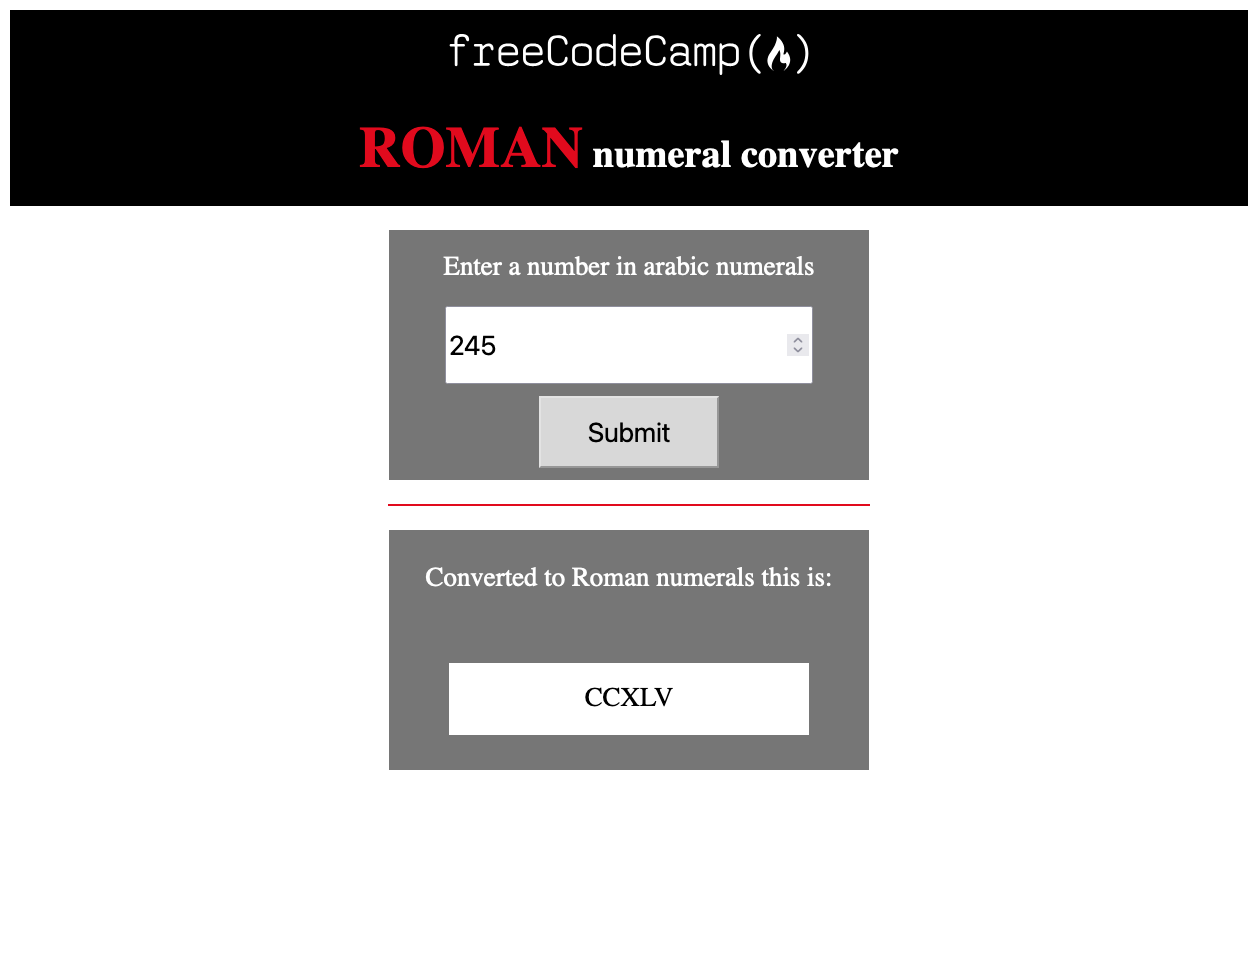 freeCodeCamp(🔥)
ROMAN numeral converter
Enter a number in arabic numerals
245
Submit
Converted to Roman numerals this is:
CCXLV